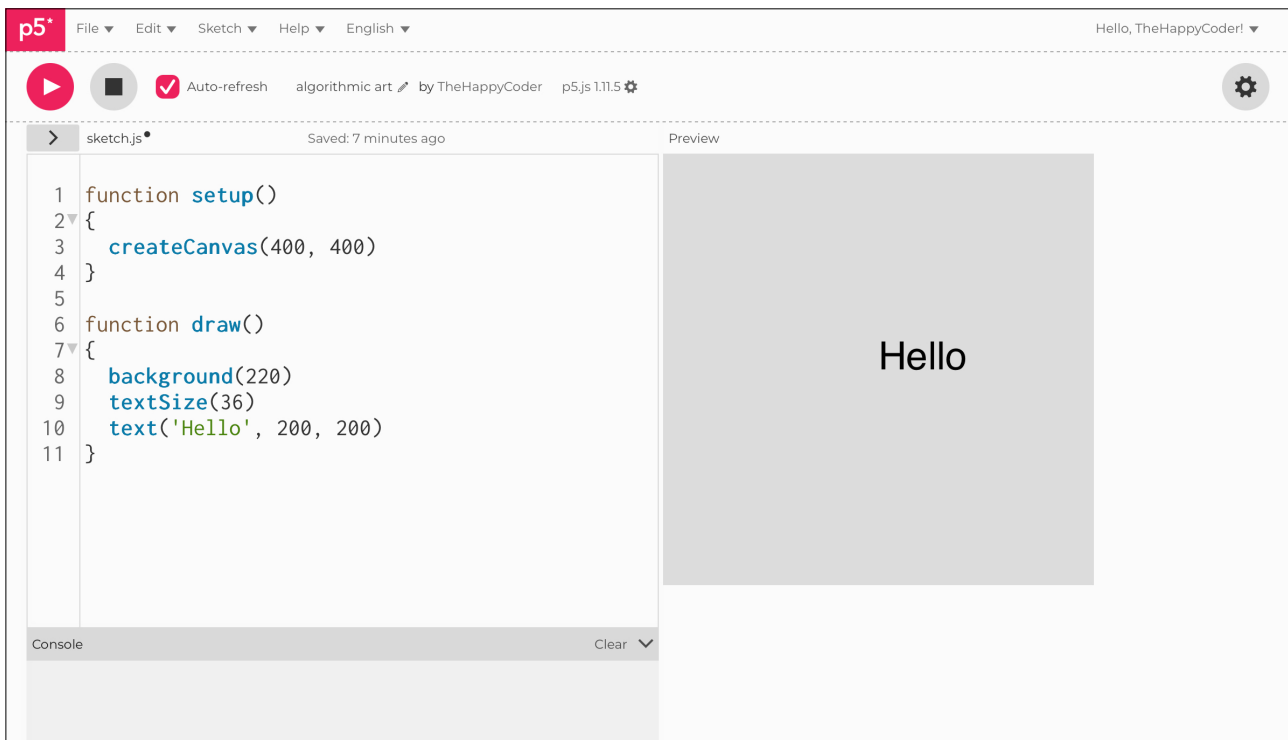 p5* File Edit Sketch Help English Hello, TheHappyCoder!
Auto-refresh algorithmic art by TheHappyCoder p5.js 1.11.5
sketch.js Saved: 7 minutes ago Preview
1 function setup()
2 {
3 createCanvas(400, 400)
4 }
5
6 function draw()
7 {
8 background(220)
9 textSize(36)
10 text('Hello', 200, 200)
11 }
Hello
Console Clear